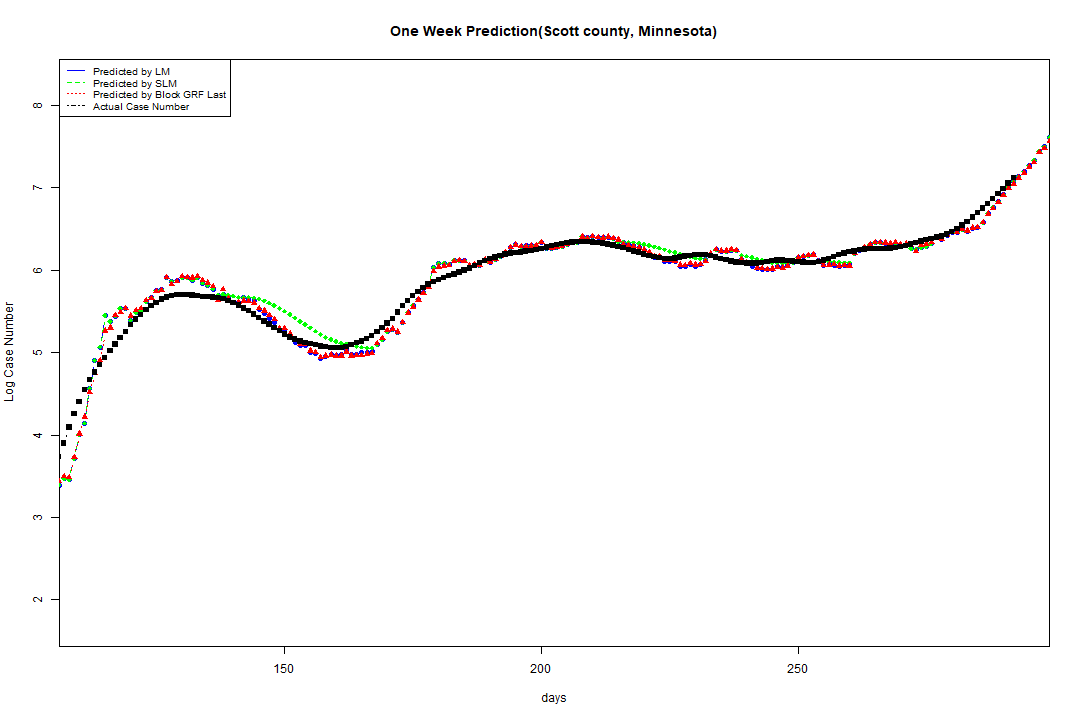 One Week Prediction(Scott county, Minnesota)
Predicted by LM
Predicted by SLM
Predicted by Block GRF Last
Actual Case Number
8
7
6
5
4
3
2
Log Case Number
150 200 250
days